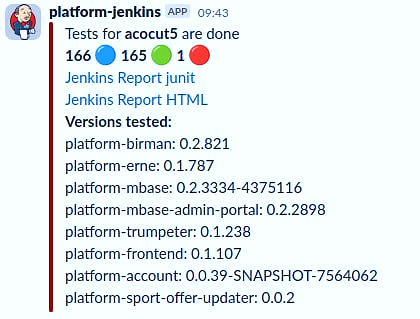 platform-jenkins APP 09:43
Tests for acocut5 are done
166 🔵 165 🟢 1 🔴
Jenkins Report junit
Jenkins Report HTML
Versions tested:
platform-birman: 0.2.821
platform-erne: 0.1.787
platform-mbase: 0.2.3334-4375116
platform-mbase-admin-portal: 0.2.2898
platform-trumpeter: 0.1.238
platform-frontend: 0.1.107
platform-account: 0.0.39-SNAPSHOT-7564062
platform-sport-offer-updater: 0.0.2